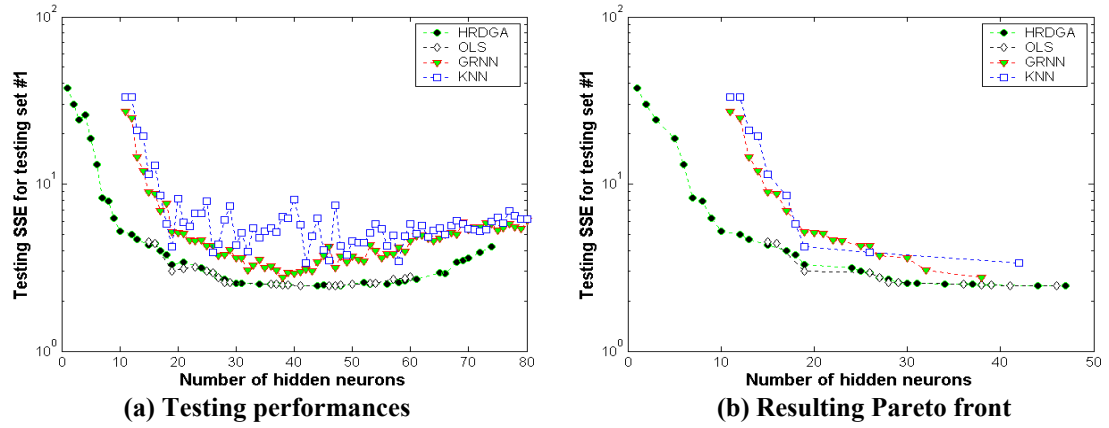 10²
10¹
10⁰
Testing SSE for testing set #1
HRDGA
OLS
GRNN
KNN
0 10 20 30 40 50 60 70 80
Number of hidden neurons
(a) Testing performances
10²
10¹
10⁰
Testing SSE for testing set #1
HRDGA
OLS
GRNN
KNN
0 10 20 30 40 50
Number of hidden neurons
(b) Resulting Pareto front